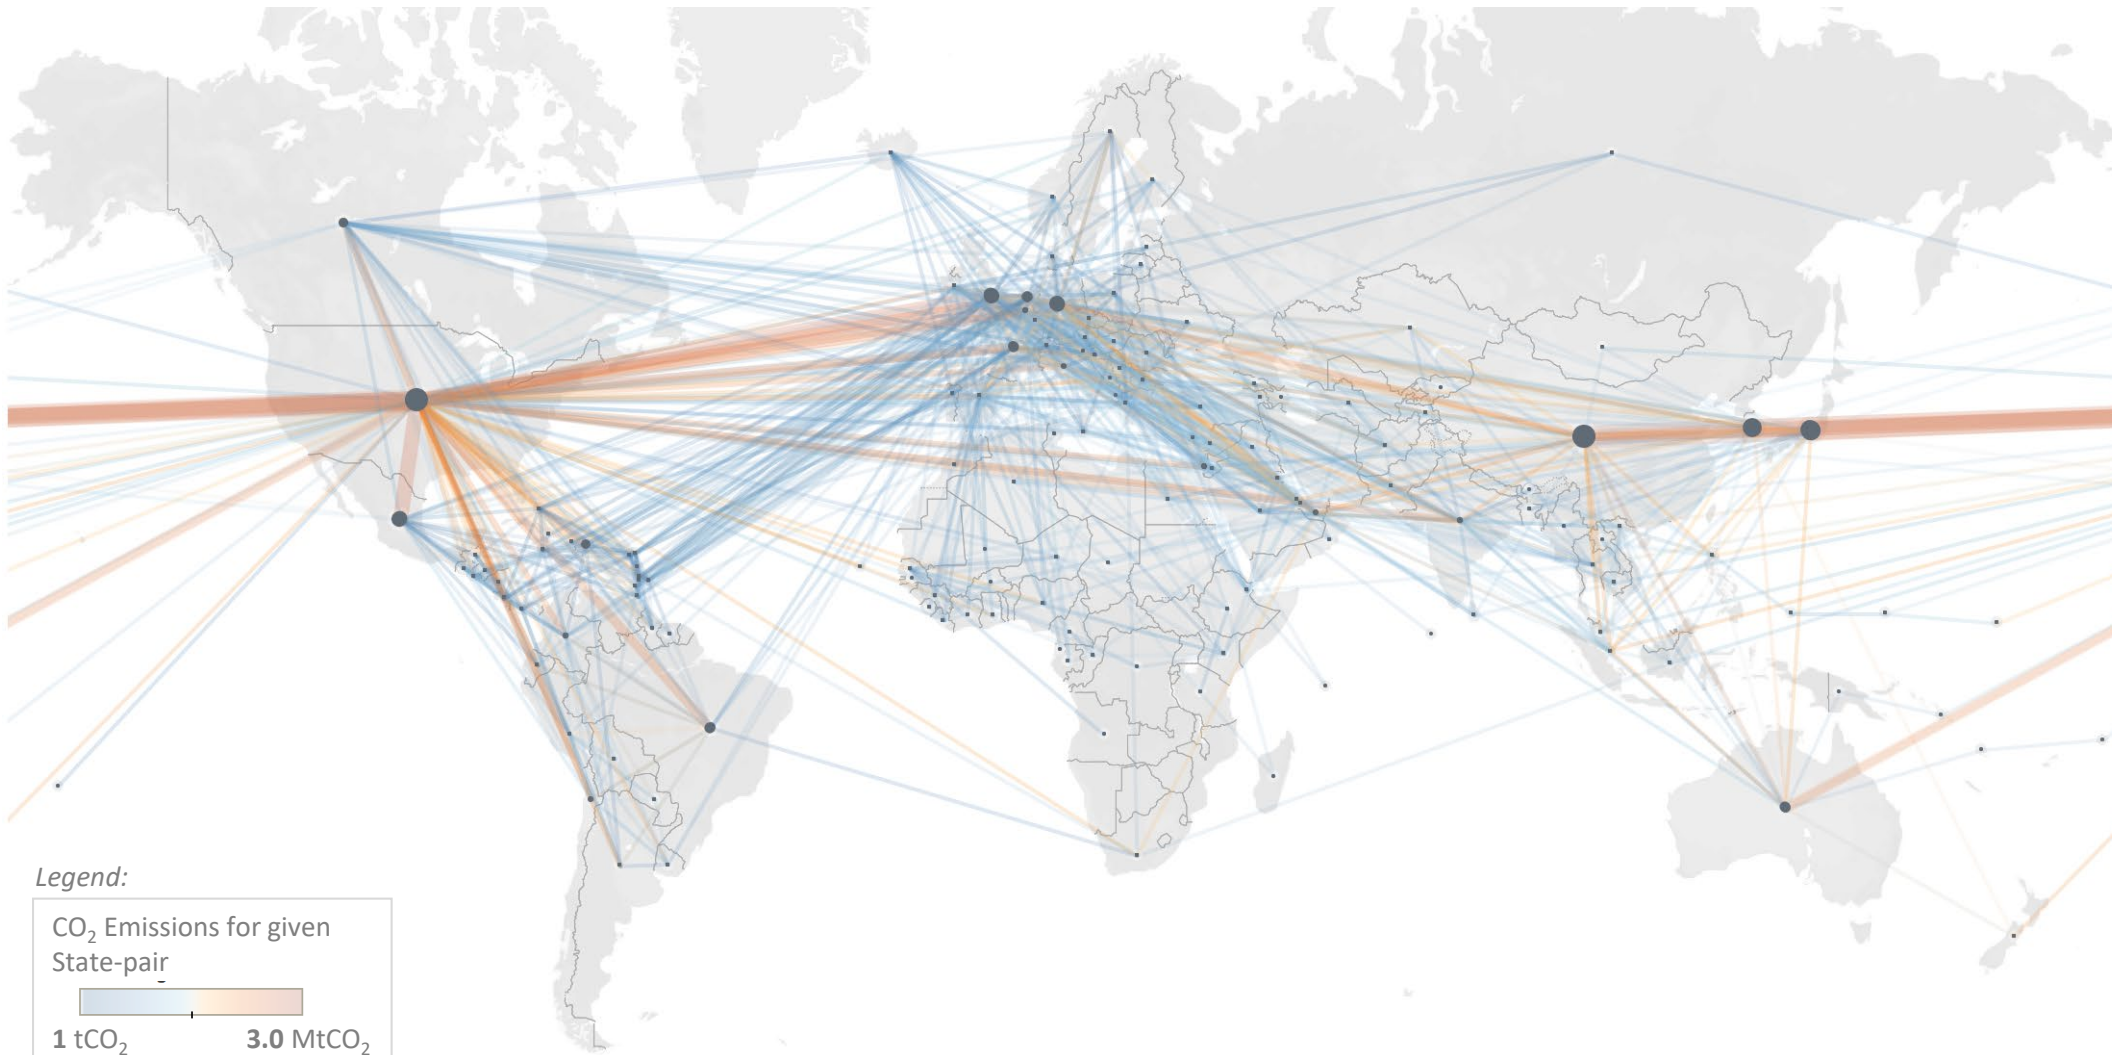 Legend:
CO₂ Emissions for given
State-pair
1 tCO₂ 3.0 MtCO₂